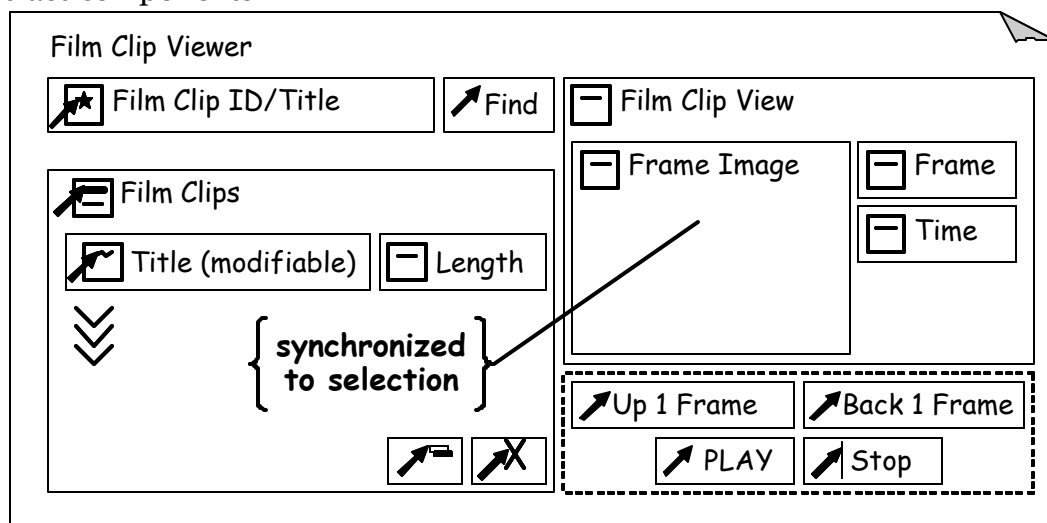 Film Clip Viewer
Film Clip ID/Title
Find
Film Clips
Title (modifiable)
Length
synchronized
to selection
Film Clip View
Frame Image
Frame
Time
Up 1 Frame
Back 1 Frame
PLAY
Stop